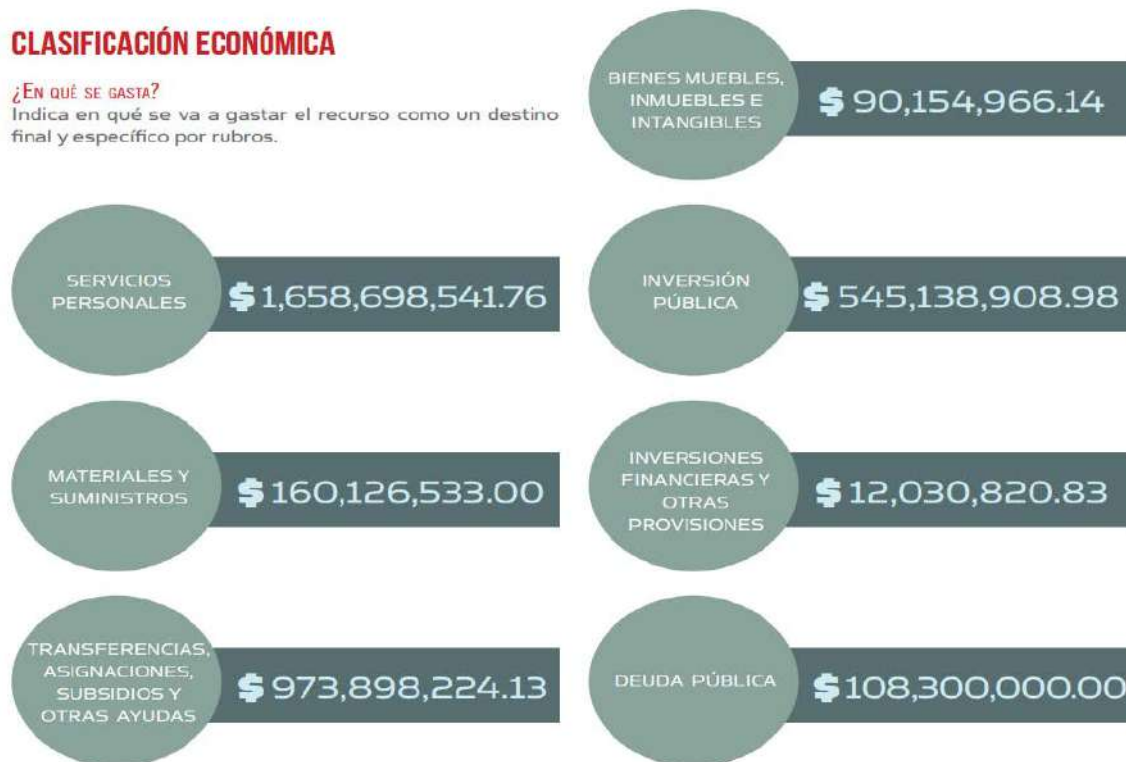 CLASIFICACIÓN ECONÓMICA
¿EN QUÉ SE GASTA?
Indica en qué se va a gastar el recurso como un destino
final y específico por rubros.
SERVICIOS
PERSONALES
$ 1,658,698,541.76
MATERIALES Y
SUMINISTROS
$ 160,126,533.00
TRANSFERENCIAS,
ASIGNACIONES,
SUBSIDIOS Y
OTRAS AYUDAS
$ 973,898,224.13
BIENES MUEBLES,
INMUEBLES E
INTANGIBLES
$ 90,154,966.14
INVERSIÓN
PÚBLICA
$ 545,138,908.98
INVERSIONES
FINANCIERAS Y
OTRAS
PROVISIONES
$ 12,030,820.83
DEUDA PÚBLICA
$ 108,300,000.00